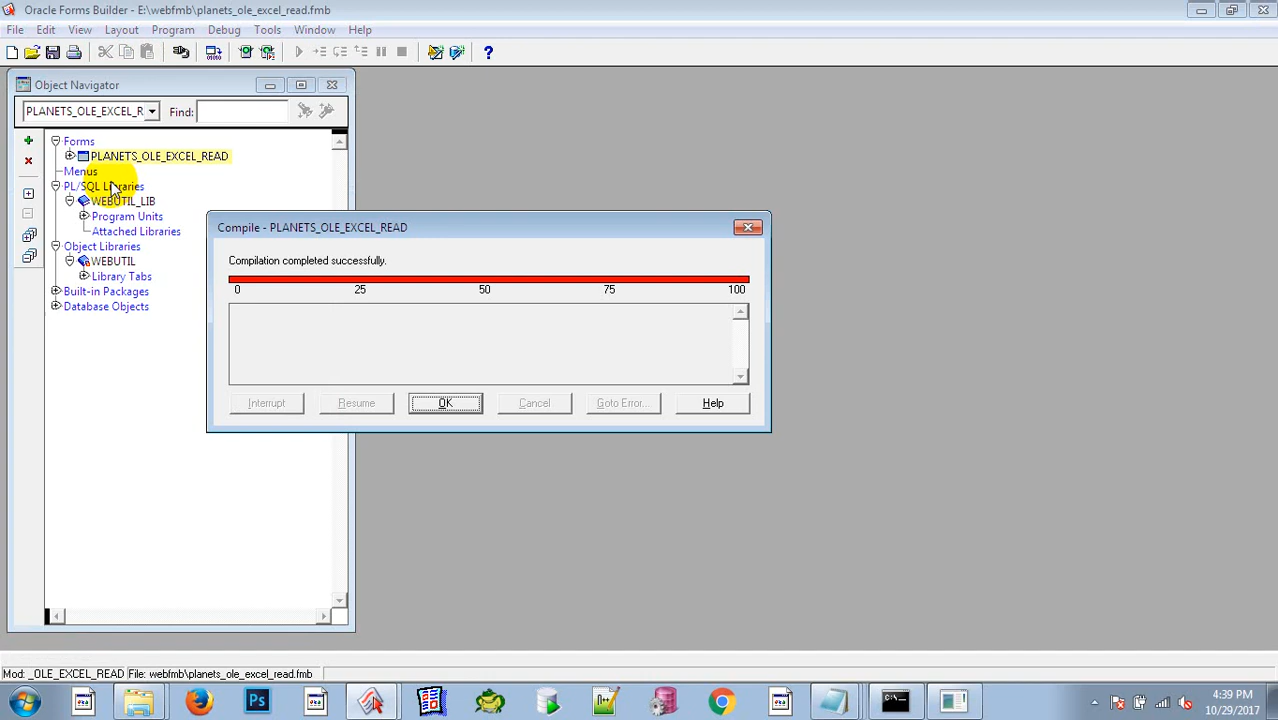 Oracle Forms Builder - E:\webfmb\planets_ole_excel_read.fmb
File Edit View Layout Program Debug Tools Window Help
Object Navigator
PLANETS_OLE_EXCEL_R Find:
Forms
PLANETS_OLE_EXCEL_READ
Menus
PL/SQL Libraries
WEBUTIL_LIB
Program Units
Attached Libraries
Object Libraries
WEBUTIL
Library Tabs
Built-in Packages
Database Objects
Compile - PLANETS_OLE_EXCEL_READ
Compilation completed successfully.
0 25 50 75 100
Interrupt Resume OK Cancel Goto Error... Help
Mod: _OLE_EXCEL_READ File: webfmb\planets_ole_excel_read.fmb
Ps
4:39 PM
10/29/2017